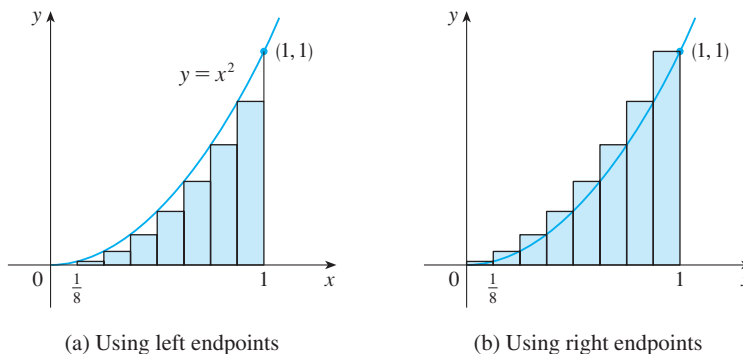 y
(1, 1)
y = x²
0
1/8
1
x
(a) Using left endpoints
y
(1, 1)
0
1/8
1
x
(b) Using right endpoints